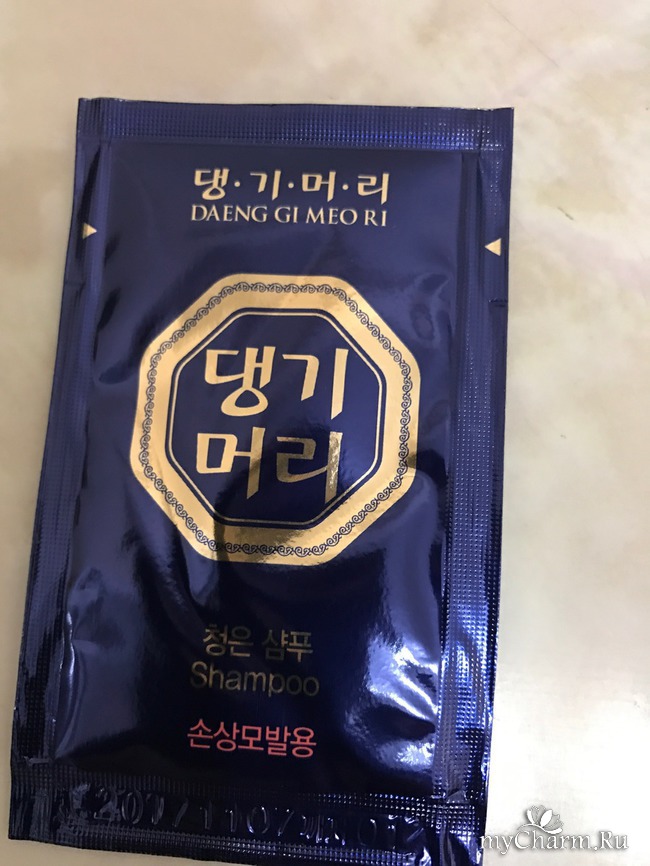 댕·기·머·리
DAENG GI MEO RI
댕기
머리
청은 샴푸
Shampoo
손상모발용
myCharm.Ru